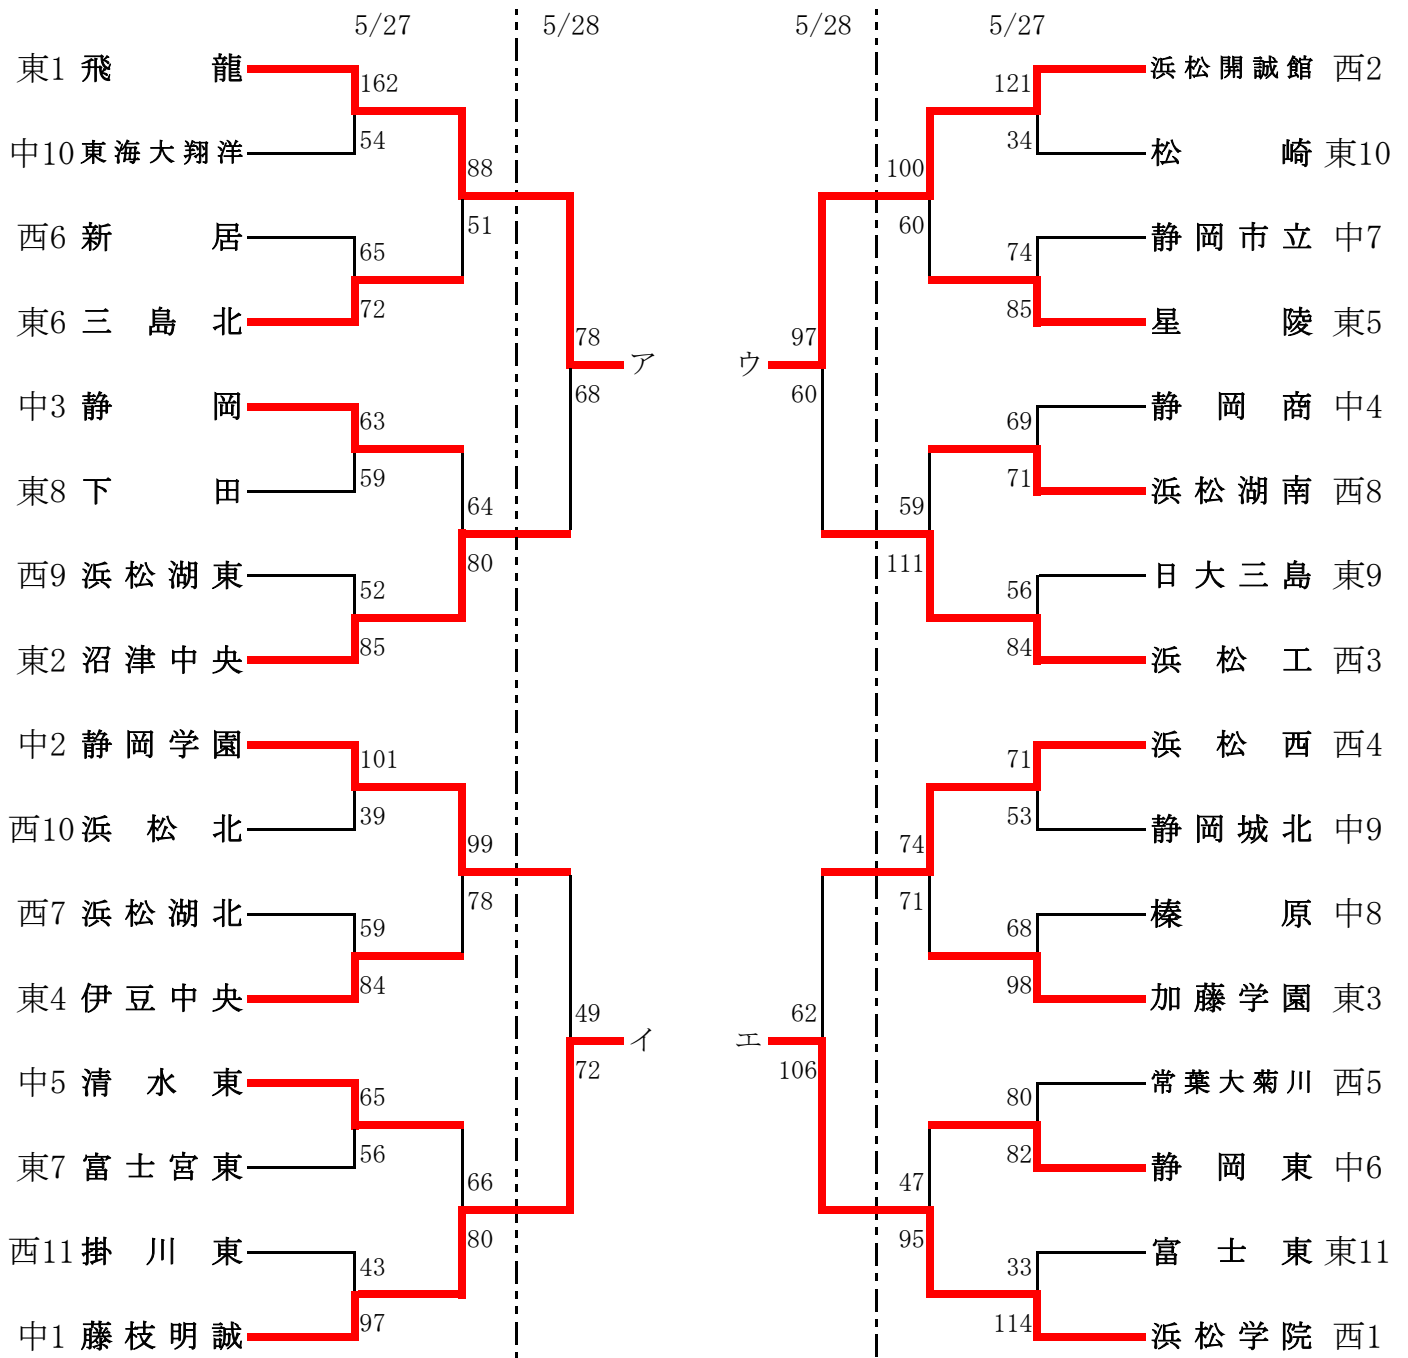 5/27 5/28 5/28 5/27
東1 飛龍 162 121 浜松開誠館 西2
中10 東海大翔洋 54 34 松崎 東10
88 100
51 60
西6 新居 65 74 静岡市立 中7
東6 三島北 72 85 星陵 東5
78 97
ア ウ
68 60
中3 静岡 63 69 静岡商 中4
東8 下田 59 71 浜松湖南 西8
64 59
80 111
西9 浜松湖東 52 56 日大三島 東9
東2 沼津中央 85 84 浜松工 西3
中2 静岡学園 101 71 浜松西 西4
西10 浜松北 39 53 静岡城北 中9
99 74
78 71
西7 浜松湖北 59 68 榛原 中8
東4 伊豆中央 84 98 加藤学園 東3
49 62
イ エ
72 106
中5 清水東 65 80 常葉大菊川 西5
東7 富士宮東 56 82 静岡東 中6
66 47
80 95
西11 掛川東 43 33 富士東 東11
中1 藤枝明誠 97 114 浜松学院 西1